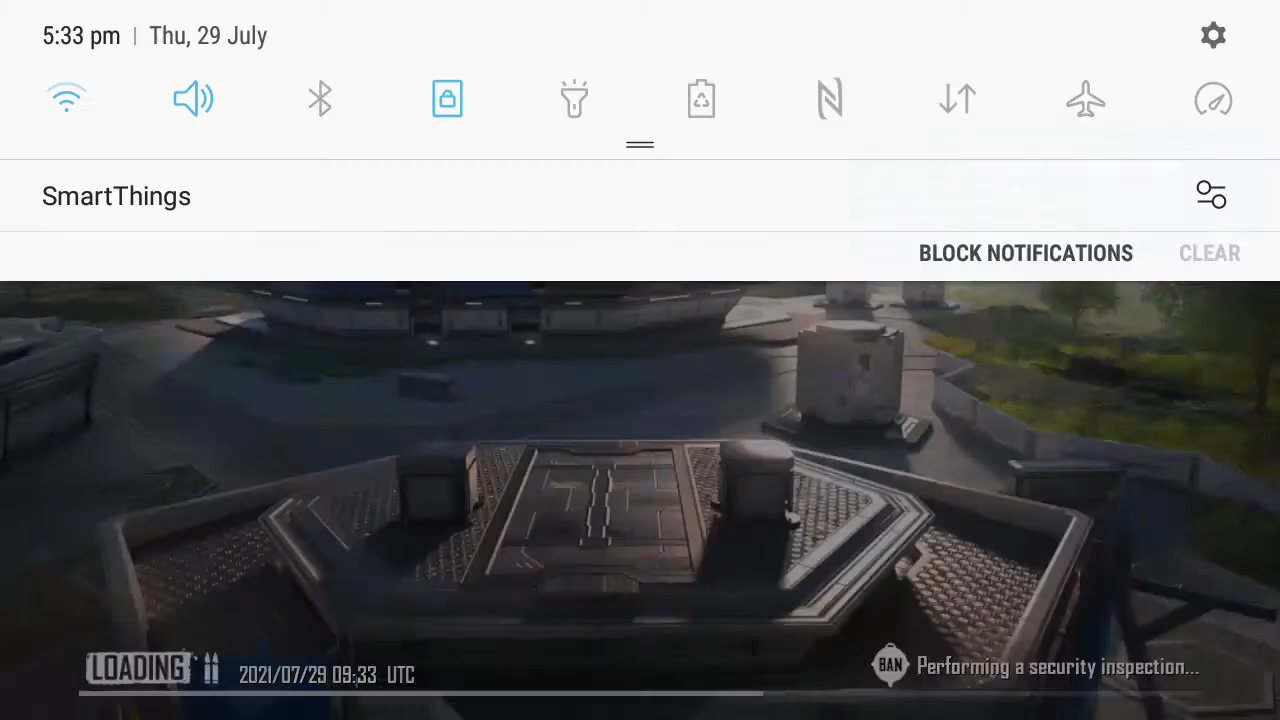 5:33 pm | Thu, 29 July
SmartThings
BLOCK NOTIFICATIONS CLEAR
LOADING 2021/07/29 09:33 UTC
BAN Performing a security inspection...